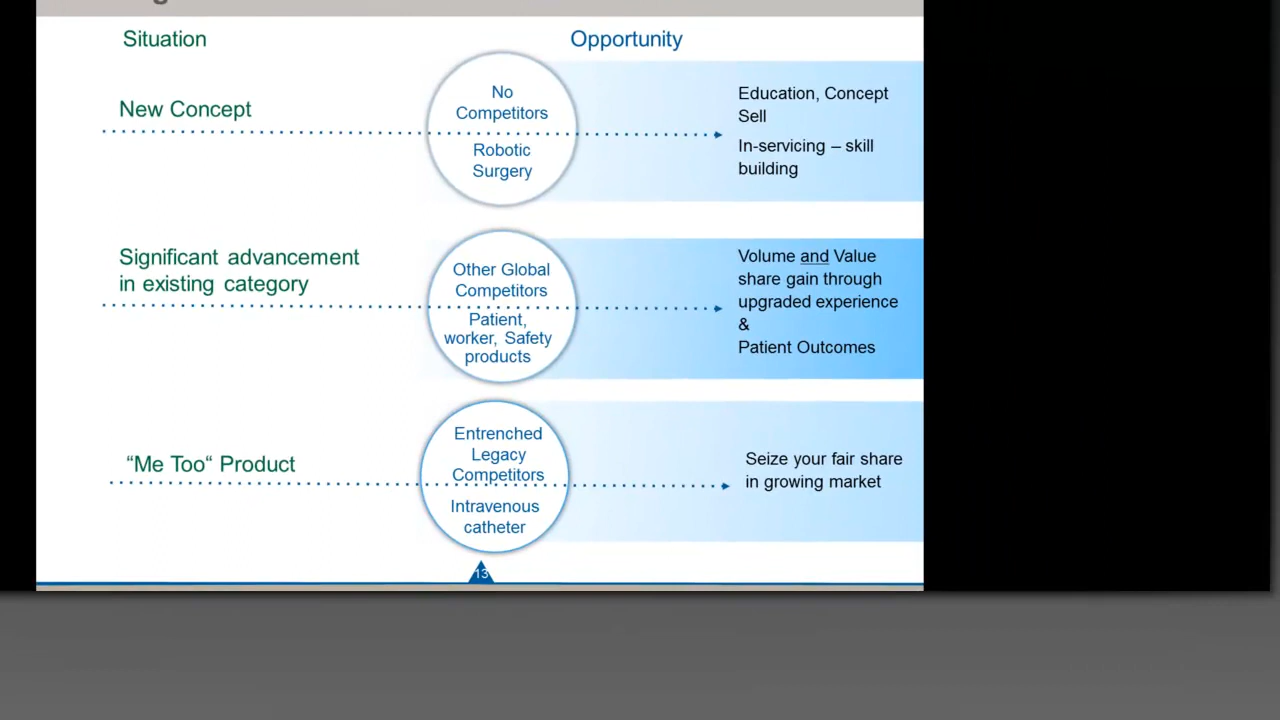 Situation
Opportunity
New Concept
No
Competitors
Robotic
Surgery
Education, Concept
Sell
In-servicing – skill
building
Significant advancement
in existing category
Other Global
Competitors
Patient,
worker, Safety
products
Volume and Value
share gain through
upgraded experience
&
Patient Outcomes
“Me Too“ Product
Entrenched
Legacy
Competitors
Intravenous
catheter
Seize your fair share
in growing market
13